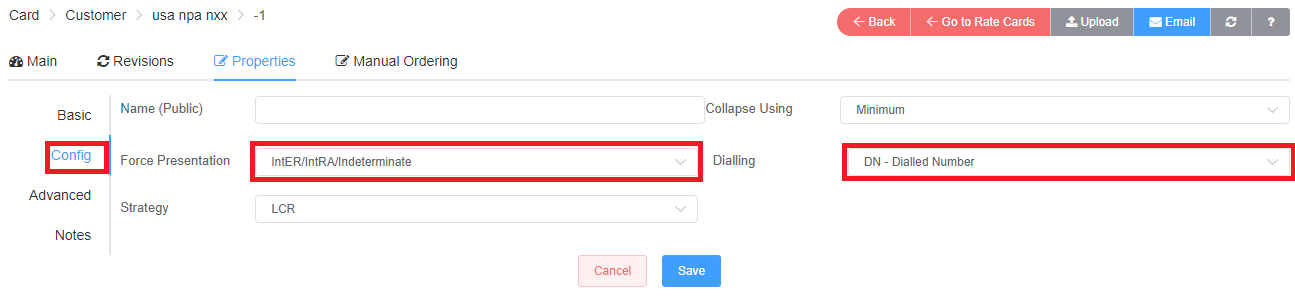 Card > Customer > usa npa nxx > -1
Back
Go to Rate Cards
Upload
Email
?
Main
Revisions
Properties
Manual Ordering
Basic
Config
Advanced
Notes
Name (Public)
Collapse Using
Minimum
Force Presentation
IntER/IntRA/Indeterminate
Dialling
DN - Dialled Number
Strategy
LCR
Cancel
Save